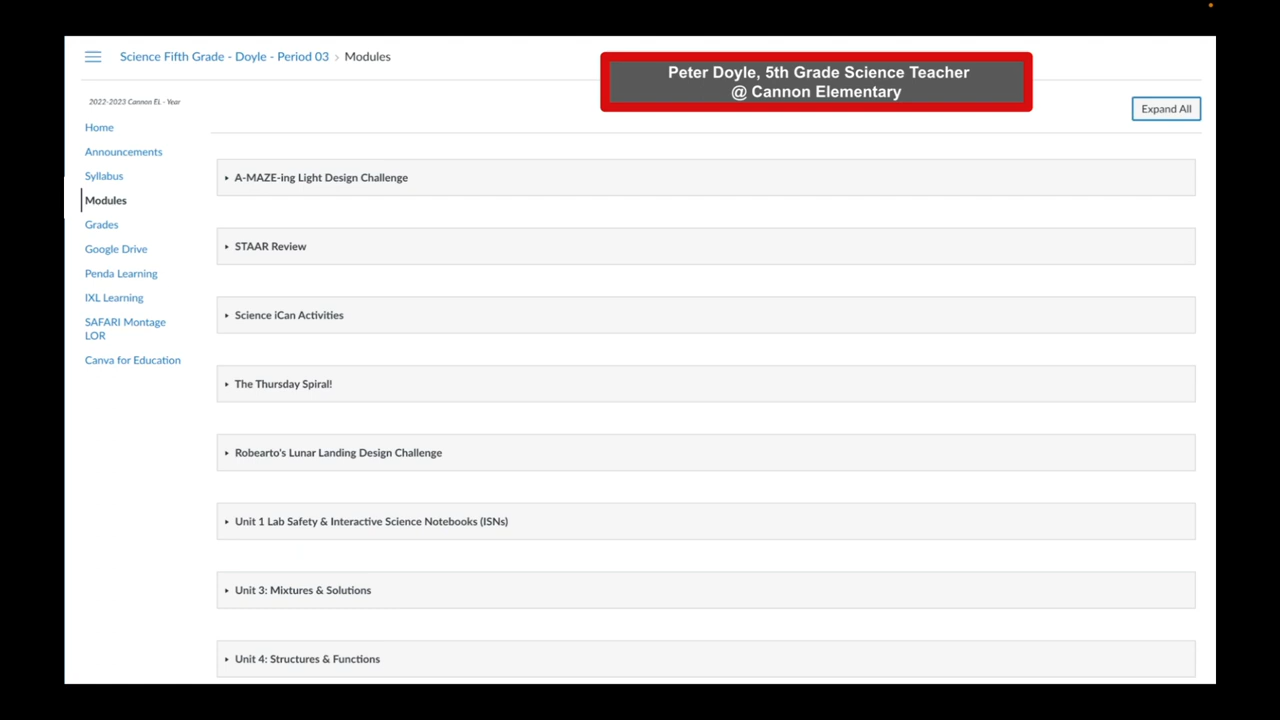 Science Fifth Grade - Doyle - Period 03 › Modules
Peter Doyle, 5th Grade Science Teacher
@ Cannon Elementary
2022-2023 Cannon EL - Year
Expand All
Home
Announcements
Syllabus
Modules
Grades
Google Drive
Penda Learning
IXL Learning
SAFARI Montage
LOR
Canva for Education
A-MAZE-ing Light Design Challenge
STAAR Review
Science iCan Activities
The Thursday Spiral!
Robearto's Lunar Landing Design Challenge
Unit 1 Lab Safety & Interactive Science Notebooks (ISNs)
Unit 3: Mixtures & Solutions
Unit 4: Structures & Functions